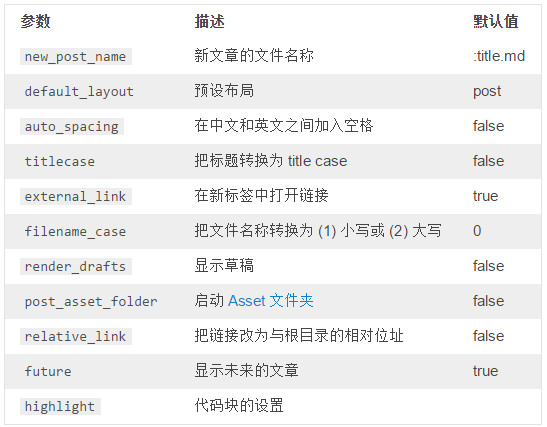 参数 描述 默认值
new_post_name 新文章的文件名称 :title.md
default_layout 预设布局 post
auto_spacing 在中文和英文之间加入空格 false
titlecase 把标题转换为 title case false
external_link 在新标签中打开链接 true
filename_case 把文件名称转换为 (1) 小写或 (2) 大写 0
render_drafts 显示草稿 false
post_asset_folder 启动 Asset 文件夹 false
relative_link 把链接改为与根目录的相对位址 false
future 显示未来的文章 true
highlight 代码块的设置